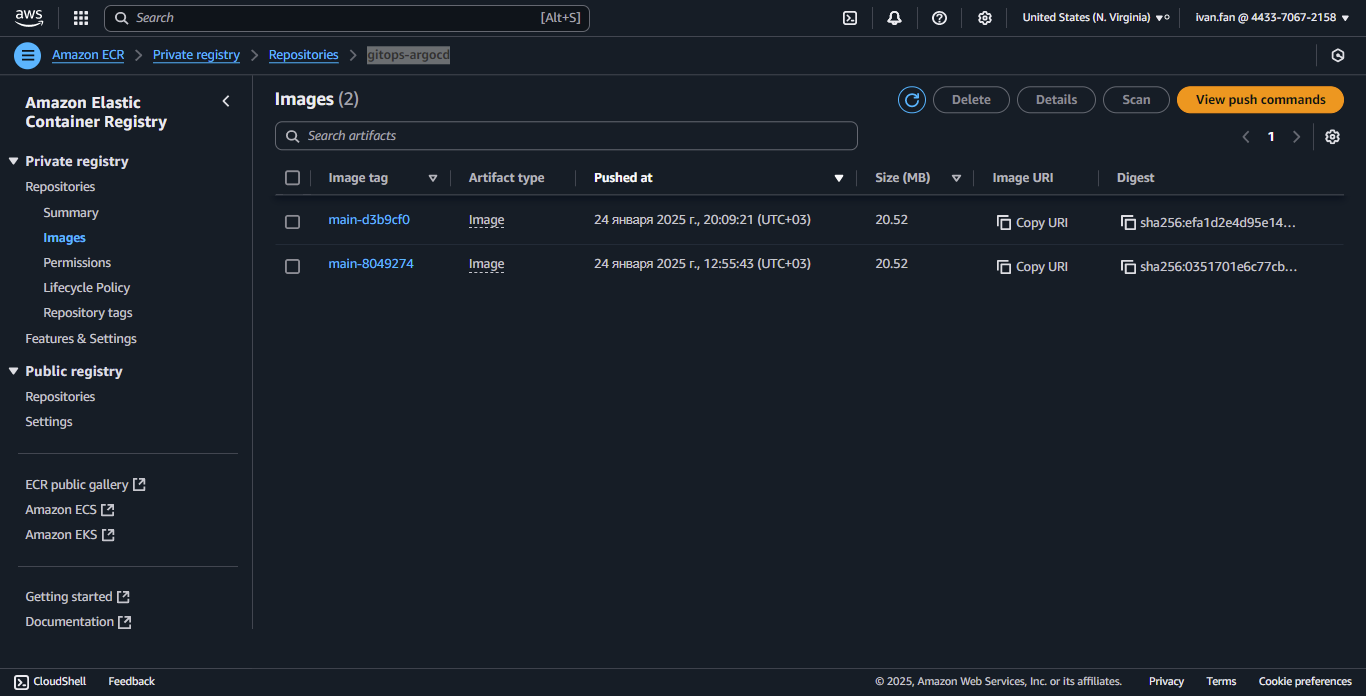 aws Search [Alt+S] United States (N. Virginia) ivan.fan @ 4433-7067-2158
Amazon ECR Private registry Repositories gitops-argocd
Amazon Elastic
Container Registry
Private registry
Repositories
Summary
Images
Permissions
Lifecycle Policy
Repository tags
Features & Settings
Public registry
Repositories
Settings
ECR public gallery
Amazon ECS
Amazon EKS
Getting started
Documentation
Images (2) Delete Details Scan View push commands
Search artifacts 1
Image tag Artifact type Pushed at Size (MB) Image URI Digest
main-d3b9cf0 Image 24 января 2025 г., 20:09:21 (UTC+03) 20.52 Copy URI sha256:efa1d2e4d95e14...
main-8049274 Image 24 января 2025 г., 12:55:43 (UTC+03) 20.52 Copy URI sha256:0351701e6c77cb...
CloudShell Feedback © 2025, Amazon Web Services, Inc. or its affiliates. Privacy Terms Cookie preferences